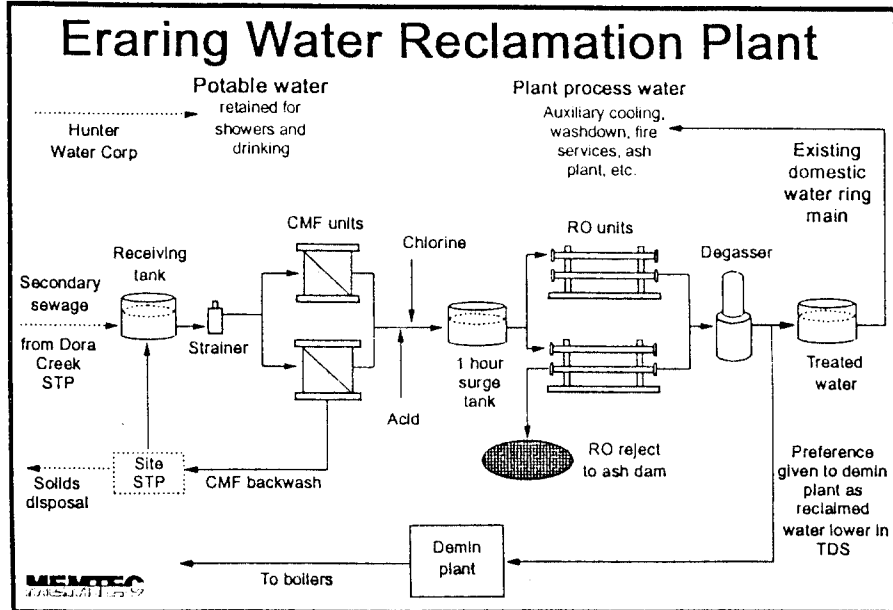 Eraring Water Reclamation Plant
Potable water
retained for
showers and
drinking
Hunter
Water Corp
Plant process water
Auxiliary cooling,
washdown, fire
services, ash
plant, etc.
Existing
domestic
water ring
main
CMF units
Chlorine
RO units
Degasser
Receiving
tank
Secondary
sewage
from Dora
Creek
STP
Strainer
Acid
1 hour
surge
tank
Treated
water
RO reject
to ash dam
Preference
given to demin
plant as
reclaimed
water lower in
TDS
Site
STP
Solids
disposal
CMF backwash
Demin
plant
To boilers
MEMTEC